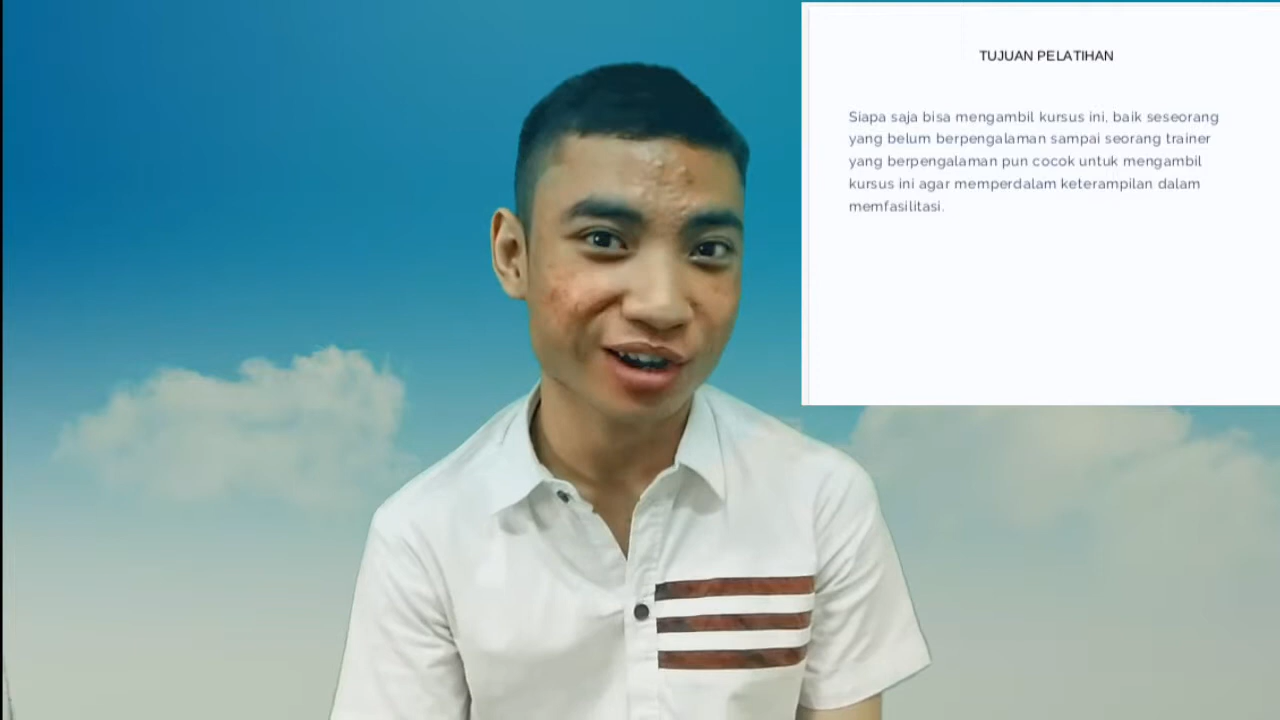 TUJUAN PELATIHAN
Siapa saja bisa mengambil kursus ini, baik seseorang
yang belum berpengalaman sampai seorang trainer
yang berpengalaman pun cocok untuk mengambil
kursus ini agar memperdalam keterampilan dalam
memfasilitasi.